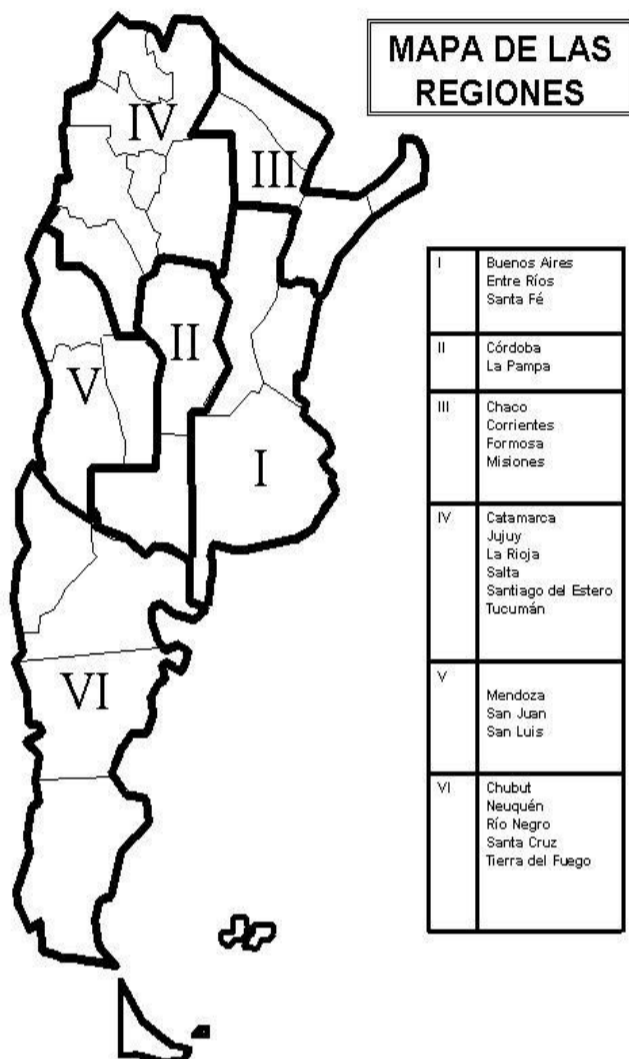 MAPA DE LAS
REGIONES
IV
III
II
V
I
VI
I
Buenos Aires
Entre Ríos
Santa Fé
II
Córdoba
La Pampa
III
Chaco
Corrientes
Formosa
Misiones
IV
Catamarca
Jujuy
La Rioja
Salta
Santiago del Estero
Tucumán
V
Mendoza
San Juan
San Luis
VI
Chubut
Neuquén
Río Negro
Santa Cruz
Tierra del Fuego